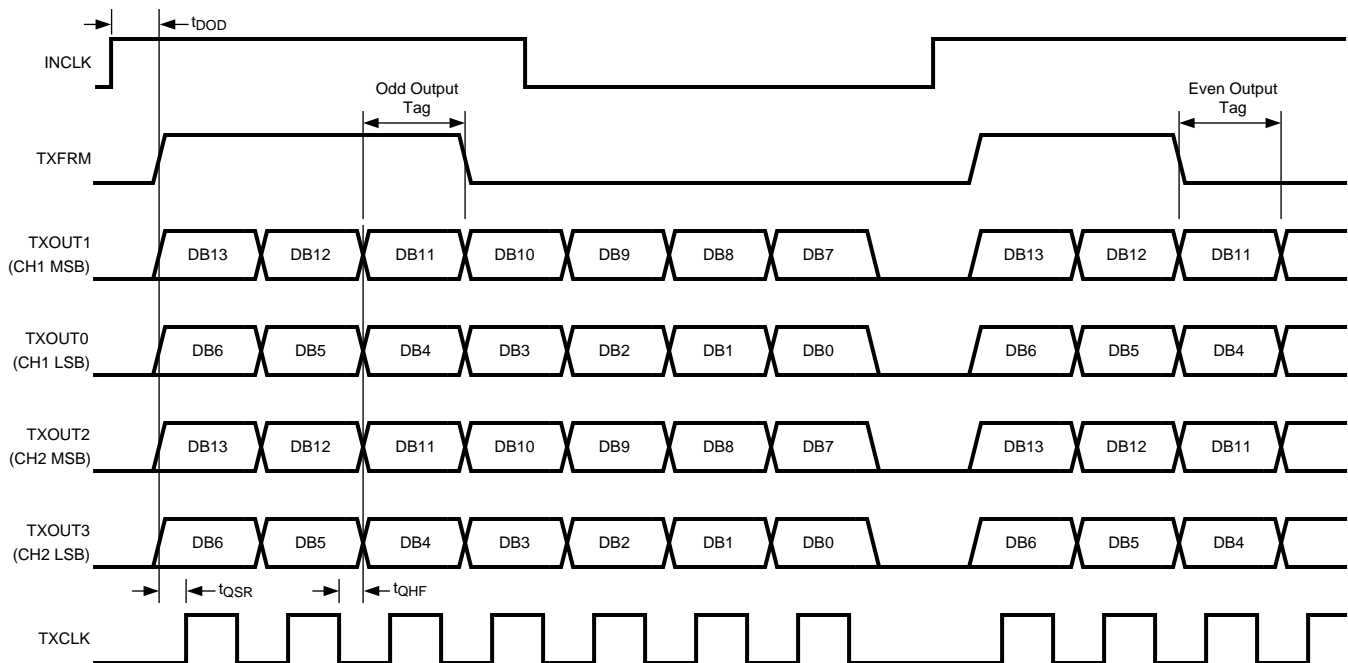 tDOD
INCLK
Odd Output
Tag
Even Output
Tag
TXFRM
TXOUT1
(CH1 MSB)
DB13 DB12 DB11 DB10 DB9 DB8 DB7 DB13 DB12 DB11
TXOUT0
(CH1 LSB)
DB6 DB5 DB4 DB3 DB2 DB1 DB0 DB6 DB5 DB4
TXOUT2
(CH2 MSB)
DB13 DB12 DB11 DB10 DB9 DB8 DB7 DB13 DB12 DB11
TXOUT3
(CH2 LSB)
DB6 DB5 DB4 DB3 DB2 DB1 DB0 DB6 DB5 DB4
tQSR tQHF
TXCLK